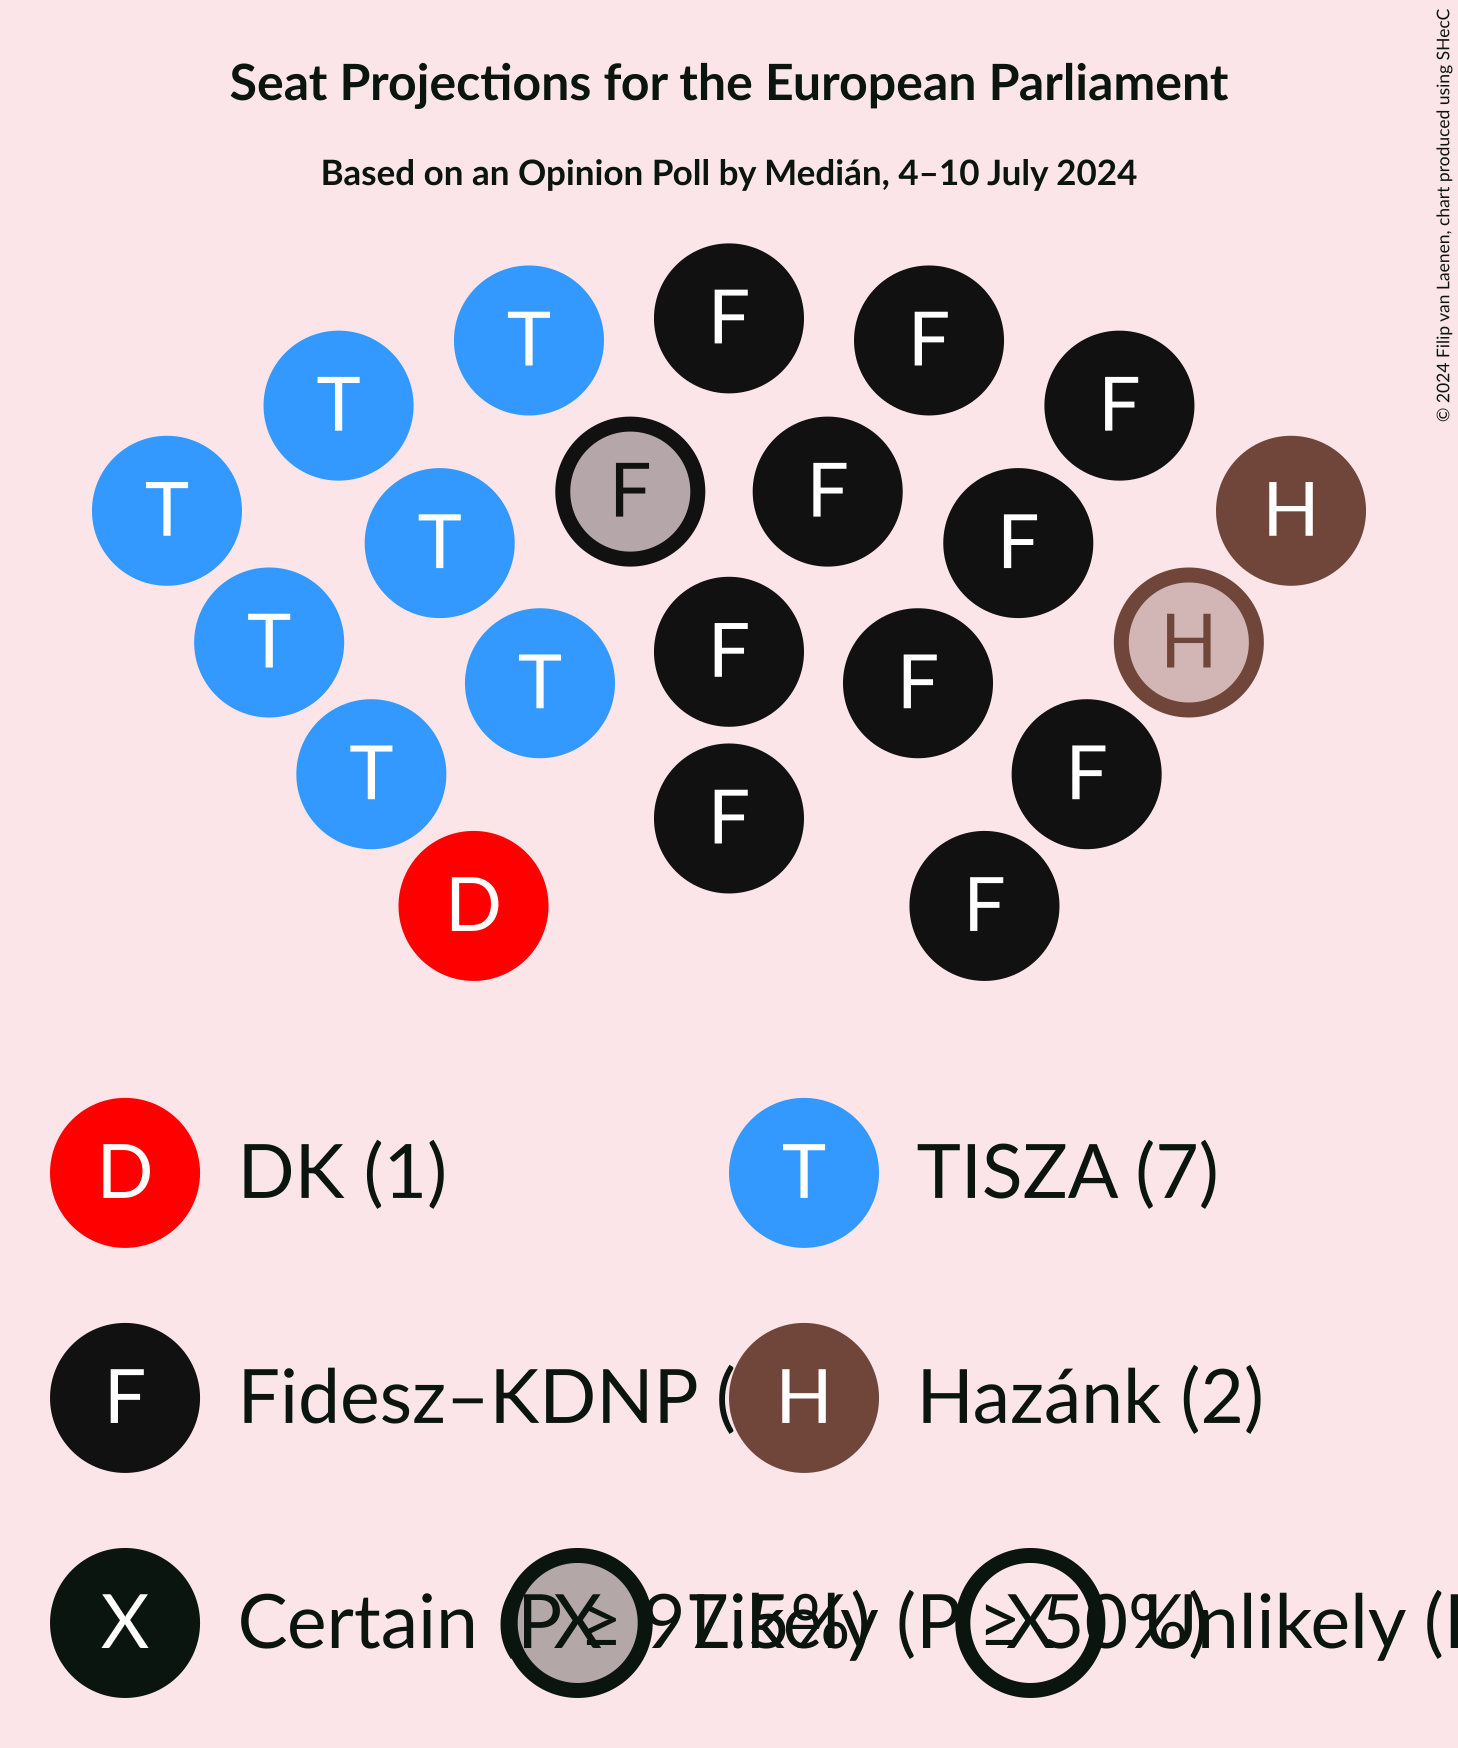 Seat Projections for the European Parliament
Based on an Opinion Poll by Medián, 4–10 July 2024
© 2024 Filip van Laenen, chart produced using SHecC
F
T F
T F
F F
T H
T F
T H
F
T F
T F
F
D F
D DK (1) T TISZA (7)
F Fidesz–KDNP ( H Hazánk (2)
X Certain (P ≥ 97.5%) X Likely (P ≥ 50%) X Unlikely (